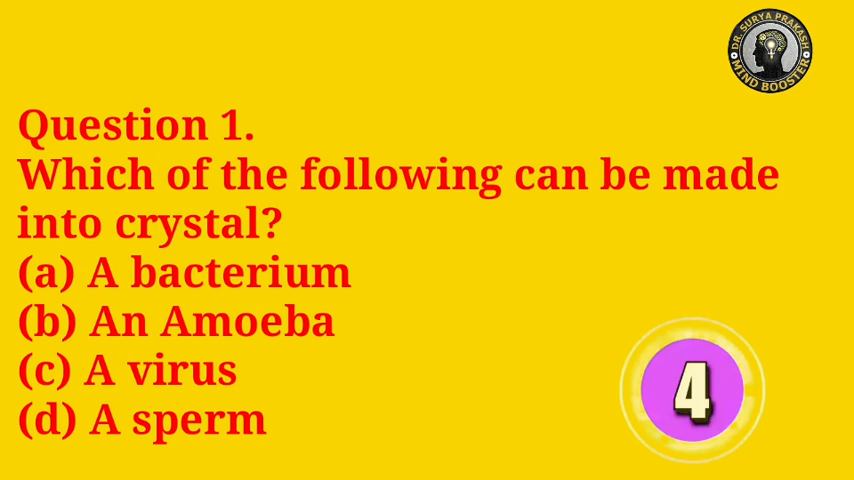 DR. SURYA PRAKASH
MIND BOOSTER
Question 1.
Which of the following can be made
into crystal?
(a) A bacterium
(b) An Amoeba
(c) A virus
(d) A sperm
4